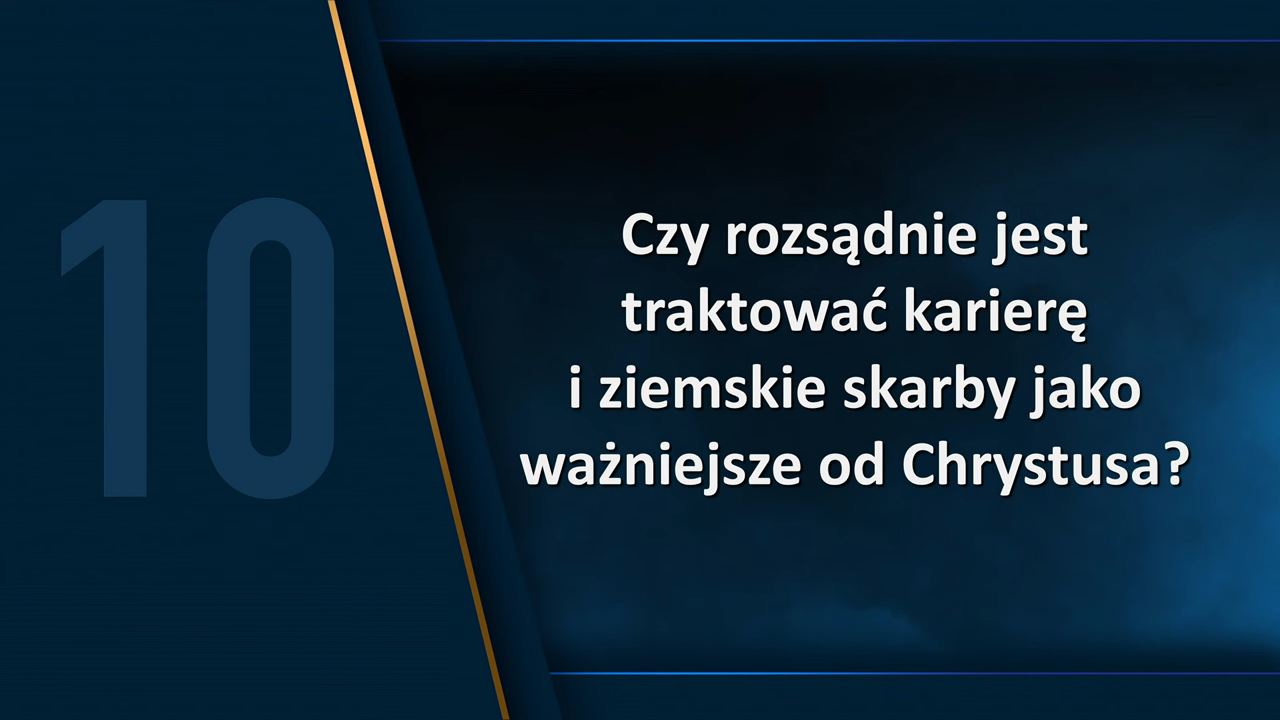 10
Czy rozsądnie jest
traktować karierę
i ziemskie skarby jako
ważniejsze od Chrystusa?